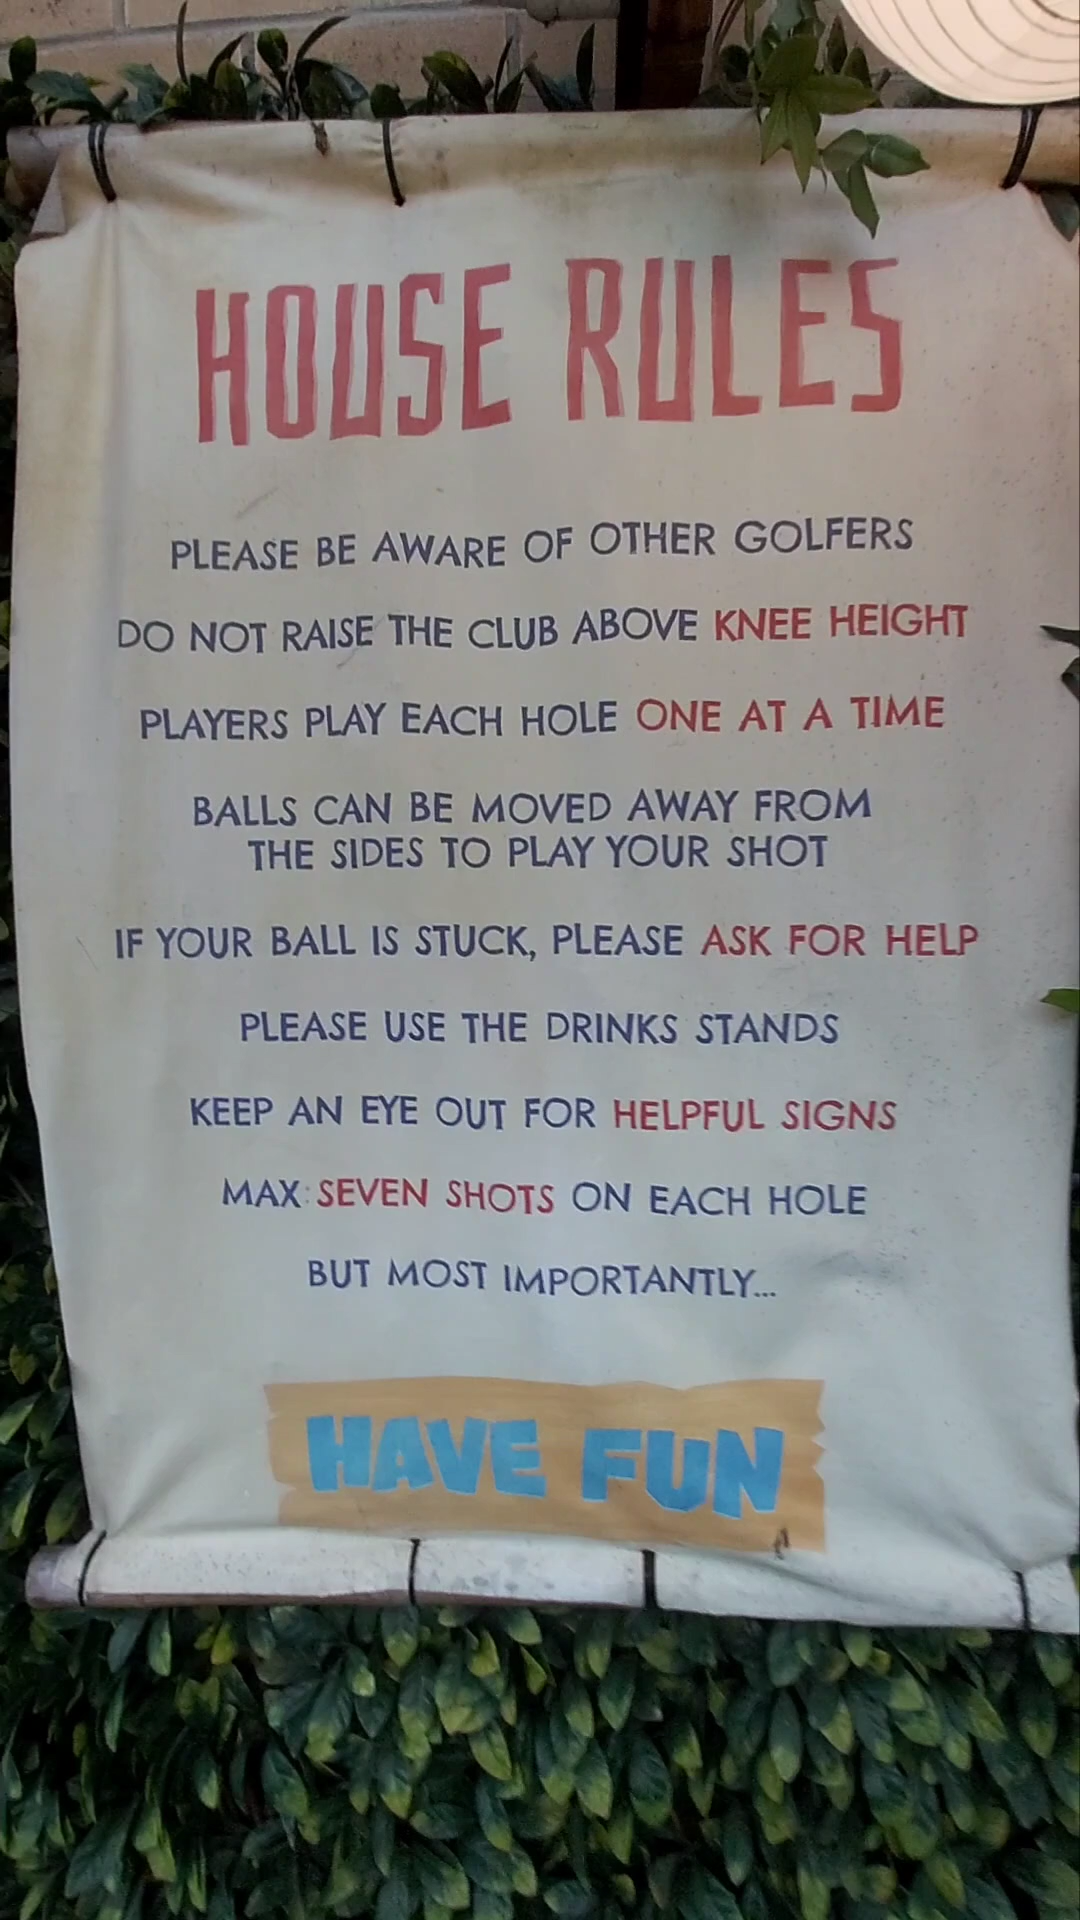 HOUSE RULES
PLEASE BE AWARE OF OTHER GOLFERS
DO NOT RAISE THE CLUB ABOVE KNEE HEIGHT
PLAYERS PLAY EACH HOLE ONE AT A TIME
BALLS CAN BE MOVED AWAY FROM
THE SIDES TO PLAY YOUR SHOT
IF YOUR BALL IS STUCK, PLEASE ASK FOR HELP
PLEASE USE THE DRINKS STANDS
KEEP AN EYE OUT FOR HELPFUL SIGNS
MAX: SEVEN SHOTS ON EACH HOLE
BUT MOST IMPORTANTLY...
HAVE FUN